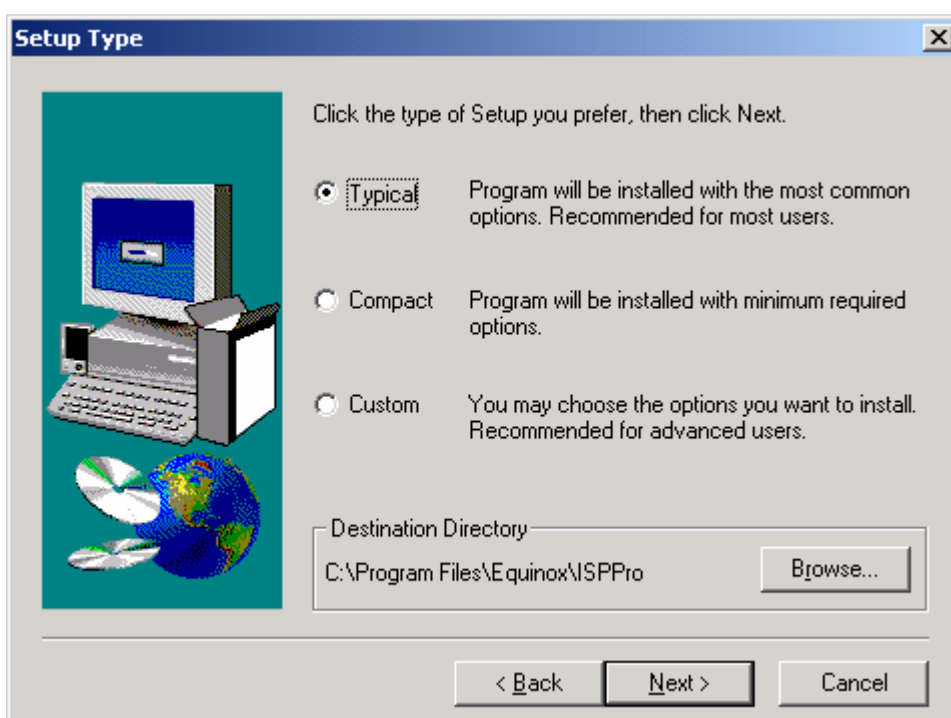 Setup Type
Click the type of Setup you prefer, then click Next.
Typical
Program will be installed with the most common
options. Recommended for most users.
Compact
Program will be installed with minimum required
options.
Custom
You may choose the options you want to install.
Recommended for advanced users.
Destination Directory
C:\Program Files\Equinox\ISPPro
Browse...
< Back
Next >
Cancel